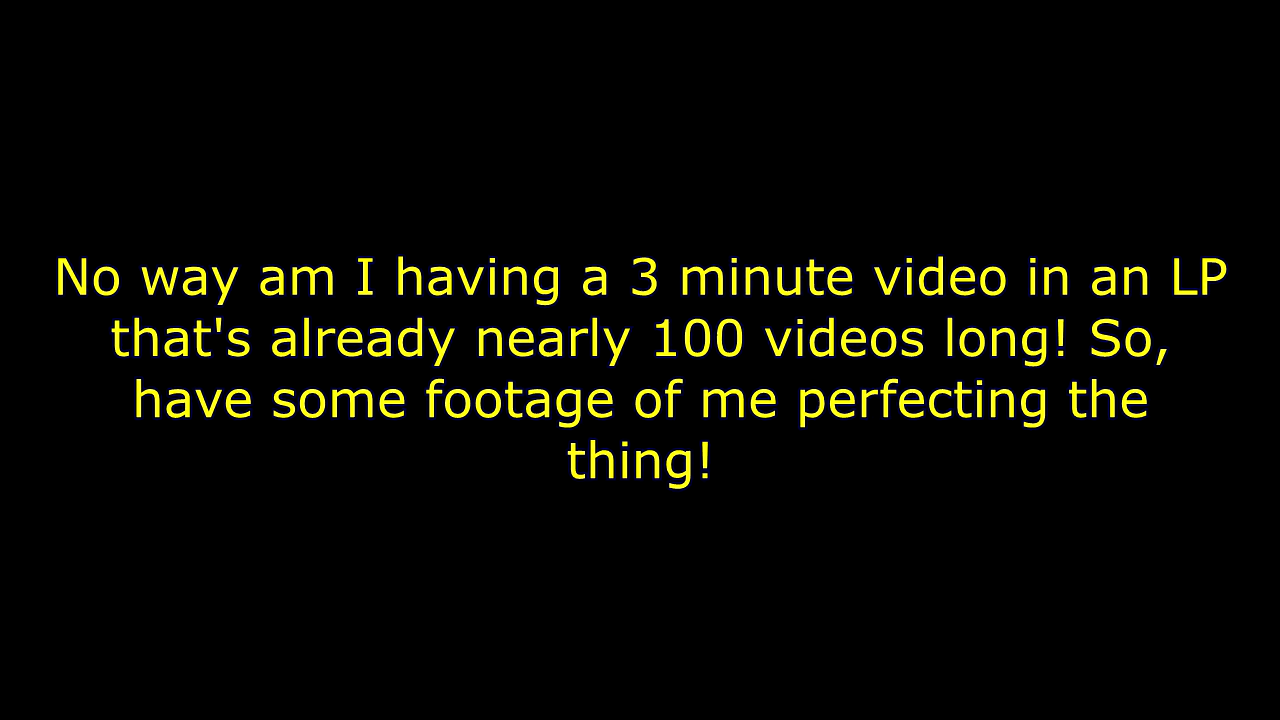 No way am I having a 3 minute video in an LP
that's already nearly 100 videos long! So,
have some footage of me perfecting the
thing!